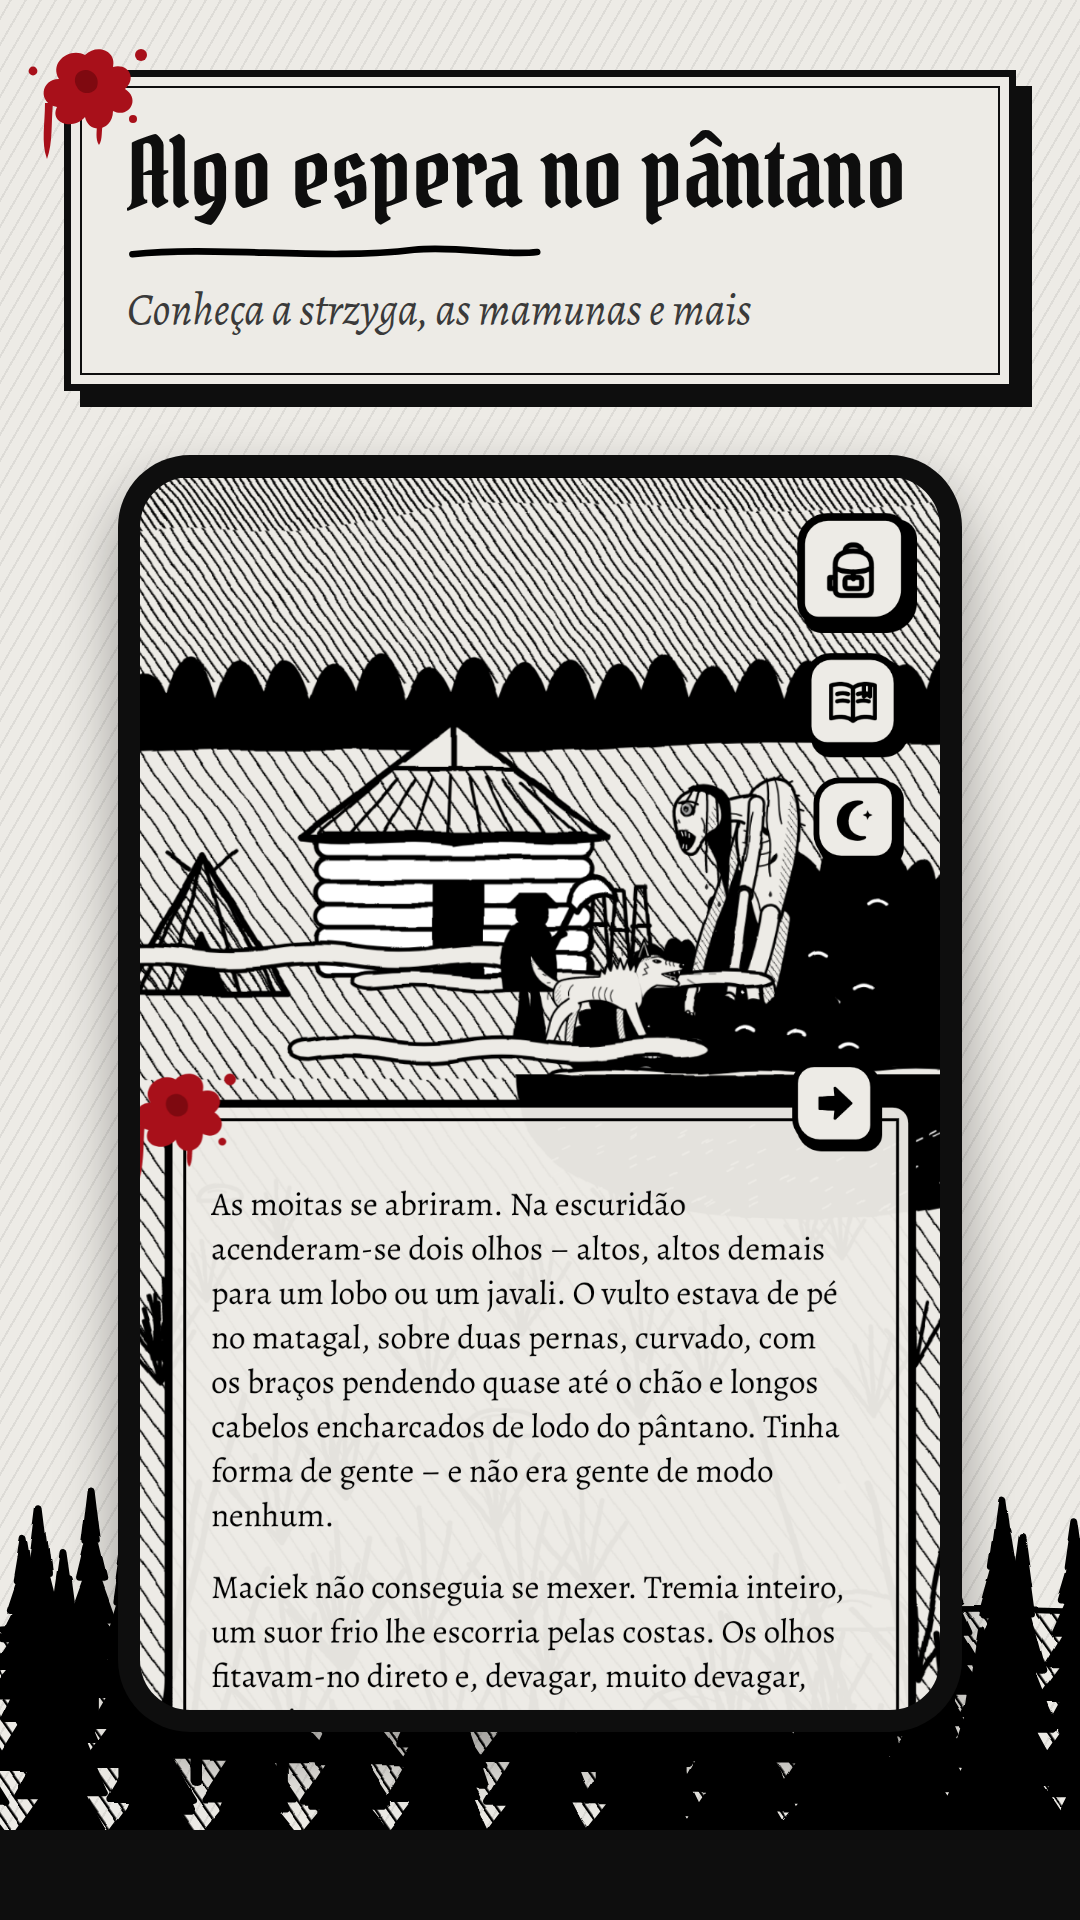 Algo espera no pântano
Conheça a strzyga, as mamunas e mais
As moitas se abriram. Na escuridão
acenderam-se dois olhos – altos, altos demais
para um lobo ou um javali. O vulto estava de pé
no matagal, sobre duas pernas, curvado, com
os braços pendendo quase até o chão e longos
cabelos encharcados de lodo do pântano. Tinha
forma de gente – e não era gente de modo
nenhum.
Maciek não conseguia se mexer. Tremia inteiro,
um suor frio lhe escorria pelas costas. Os olhos
fitavam-no direto e, devagar, muito devagar,